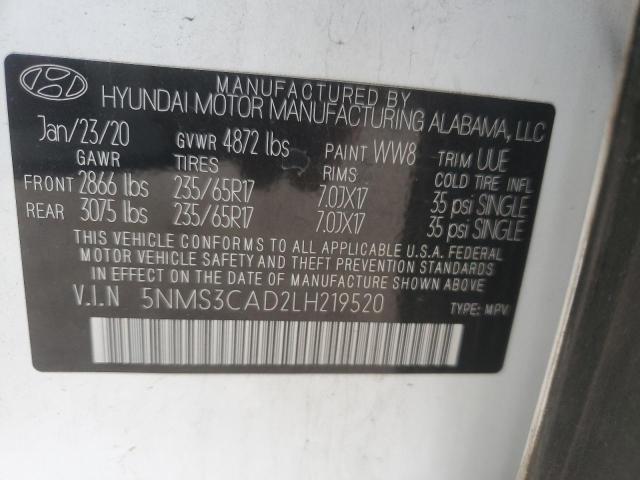 MANUFACTURED BY
HYUNDAI MOTOR MANUFACTURING ALABAMA, LLC
Jan/23/20 GVWR 4872 lbs PAINT WW8 TRIM UUE
GAWR TIRES RIMS COLD TIRE INFL
FRONT 2866 lbs 235/65R17 7.0JX17 35 psi SINGLE
REAR 3075 lbs 235/65R17 7.0JX17 35 psi SINGLE
THIS VEHICLE CONFORMS TO ALL APPLICABLE U.S.A. FEDERAL
MOTOR VEHICLE SAFETY AND THEFT PREVENTION STANDARDS IN
EFFECT ON THE DATE OF MANUFACTURE SHOWN ABOVE.
V.I.N 5NMS3CAD2LH219520 TYPE: MPV